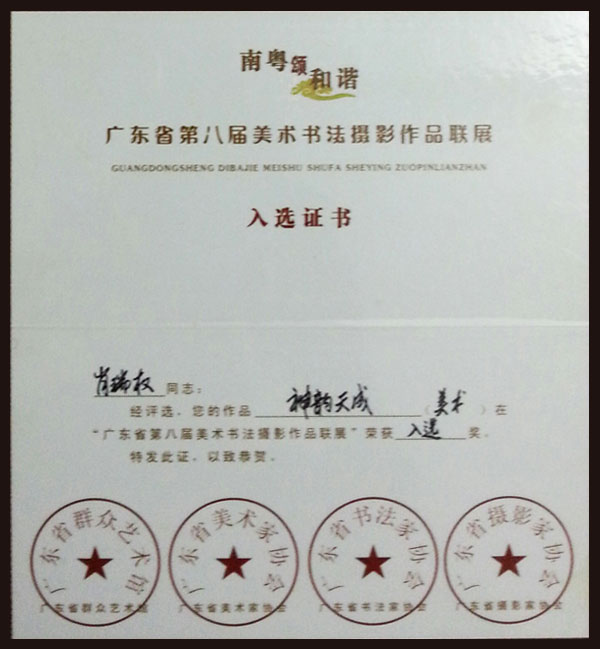 南粤颂和谐
广东省第八届美术书法摄影作品联展
GUANGDONGSHENG DIBAJIE MEISHU SHUFA SHEYING ZUOPINLIANZHAN
入选证书
肖瑞权同志：
经评选，您的作品 神韵天成 （美术）在
“广东省第八届美术书法摄影作品联展”荣获 入选 奖。
特发此证，以致恭贺。
广东省群众艺术馆 广东省美术家协会 广东省书法家协会 广东省摄影家协会
广东省群众艺术馆 广东省美术家协会 广东省书法家协会 广东省摄影家协会